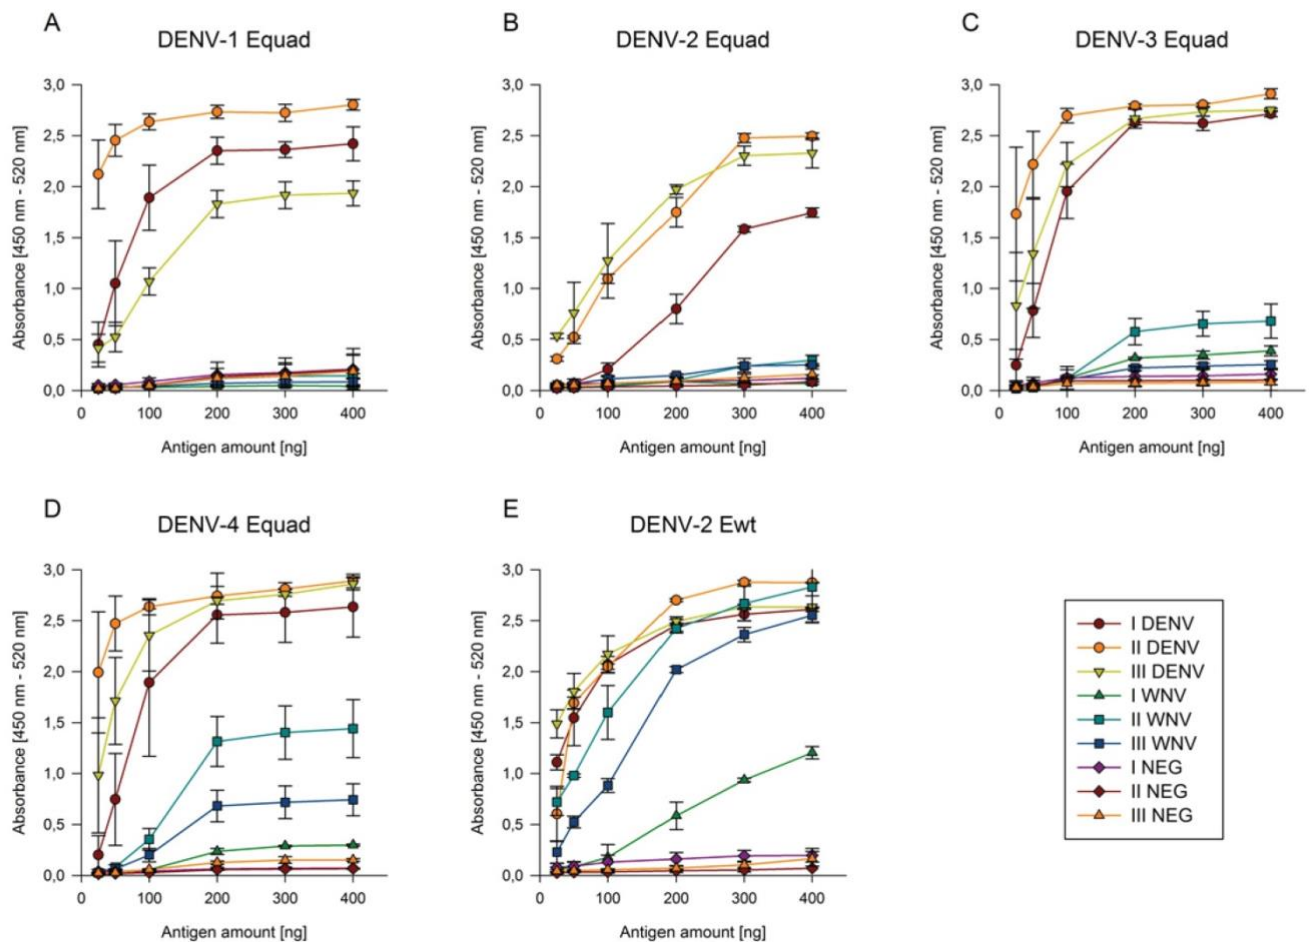 A
DENV-1 Equad
Absorbance [450 nm - 520 nm]
3,0
2,5
2,0
1,5
1,0
0,5
0,0
0 100 200 300 400
Antigen amount [ng]
B
DENV-2 Equad
Absorbance [450 nm - 520 nm]
3,0
2,5
2,0
1,5
1,0
0,5
0,0
0 100 200 300 400
Antigen amount [ng]
C
DENV-3 Equad
Absorbance [450 nm - 520 nm]
3,0
2,5
2,0
1,5
1,0
0,5
0,0
0 100 200 300 400
Antigen amount [ng]
D
DENV-4 Equad
Absorbance [450 nm - 520 nm]
3,0
2,5
2,0
1,5
1,0
0,5
0,0
0 100 200 300 400
Antigen amount [ng]
E
DENV-2 Ewt
Absorbance [450 nm - 520 nm]
3,0
2,5
2,0
1,5
1,0
0,5
0,0
0 100 200 300 400
Antigen amount [ng]
I DENV
II DENV
III DENV
I WNV
II WNV
III WNV
I NEG
II NEG
III NEG